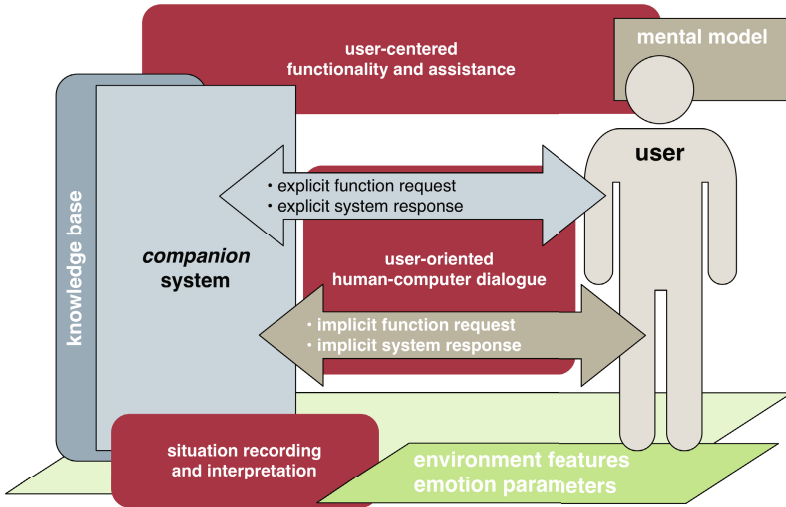 user-centered
functionality and assistance
mental model
user
• explicit function request
• explicit system response
knowledge base
companion
system
user-oriented
human-computer dialogue
• implicit function request
• implicit system response
situation recording
and interpretation
environment features
emotion parameters